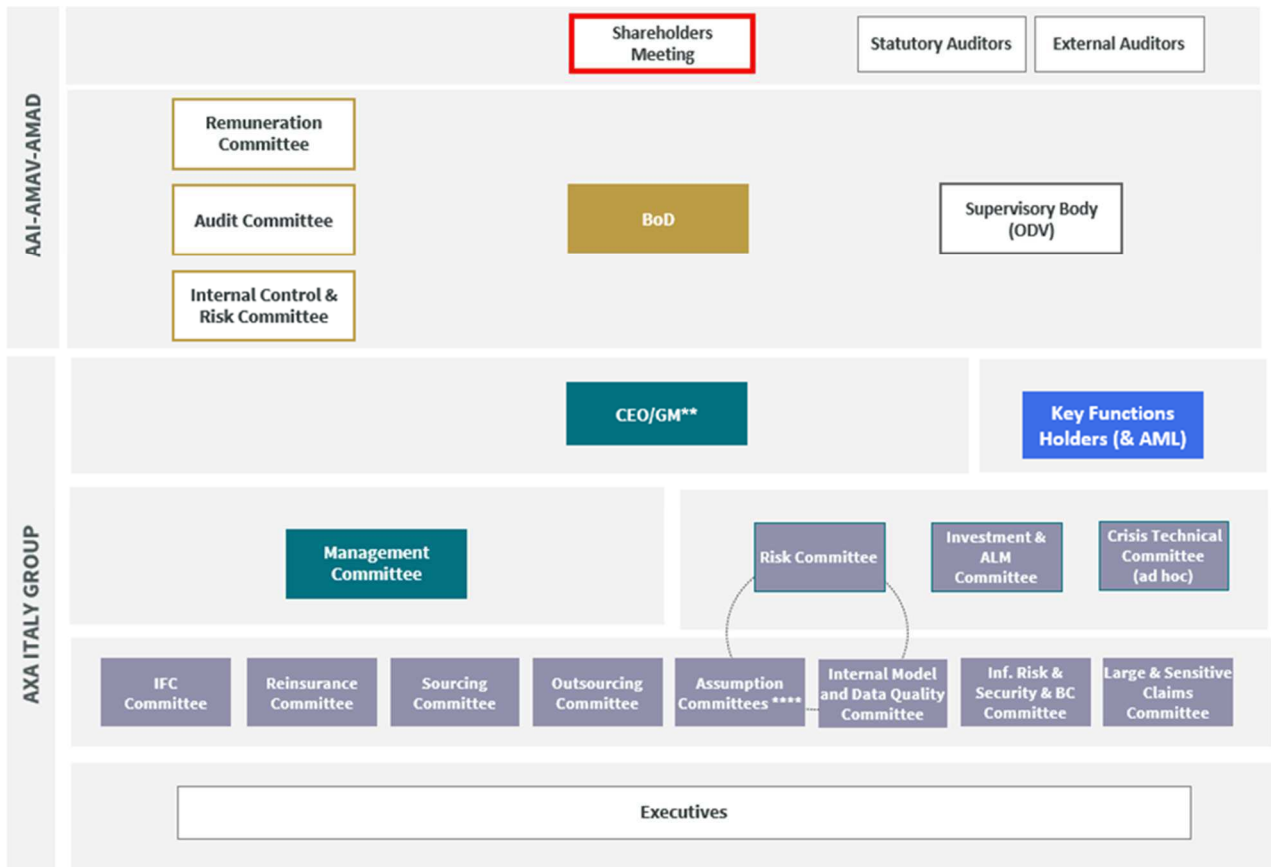 AAI-AMAV-AMAD
Shareholders
Meeting
Statutory Auditors
External Auditors
Remuneration
Committee
Audit Committee
BoD
Supervisory Body
(ODV)
Internal Control &
Risk Committee
AXA ITALY GROUP
CEO/GM**
Key Functions
Holders (& AML)
Management
Committee
Risk Committee
Investment &
ALM
Committee
Crisis Technical
Committee
(ad hoc)
IFC
Committee
Reinsurance
Committee
Sourcing
Committee
Outsourcing
Committee
Assumption
Committees ****
Internal Model
and Data Quality
Committee
Inf. Risk &
Security & BC
Committee
Large & Sensitive
Claims
Committee
Executives